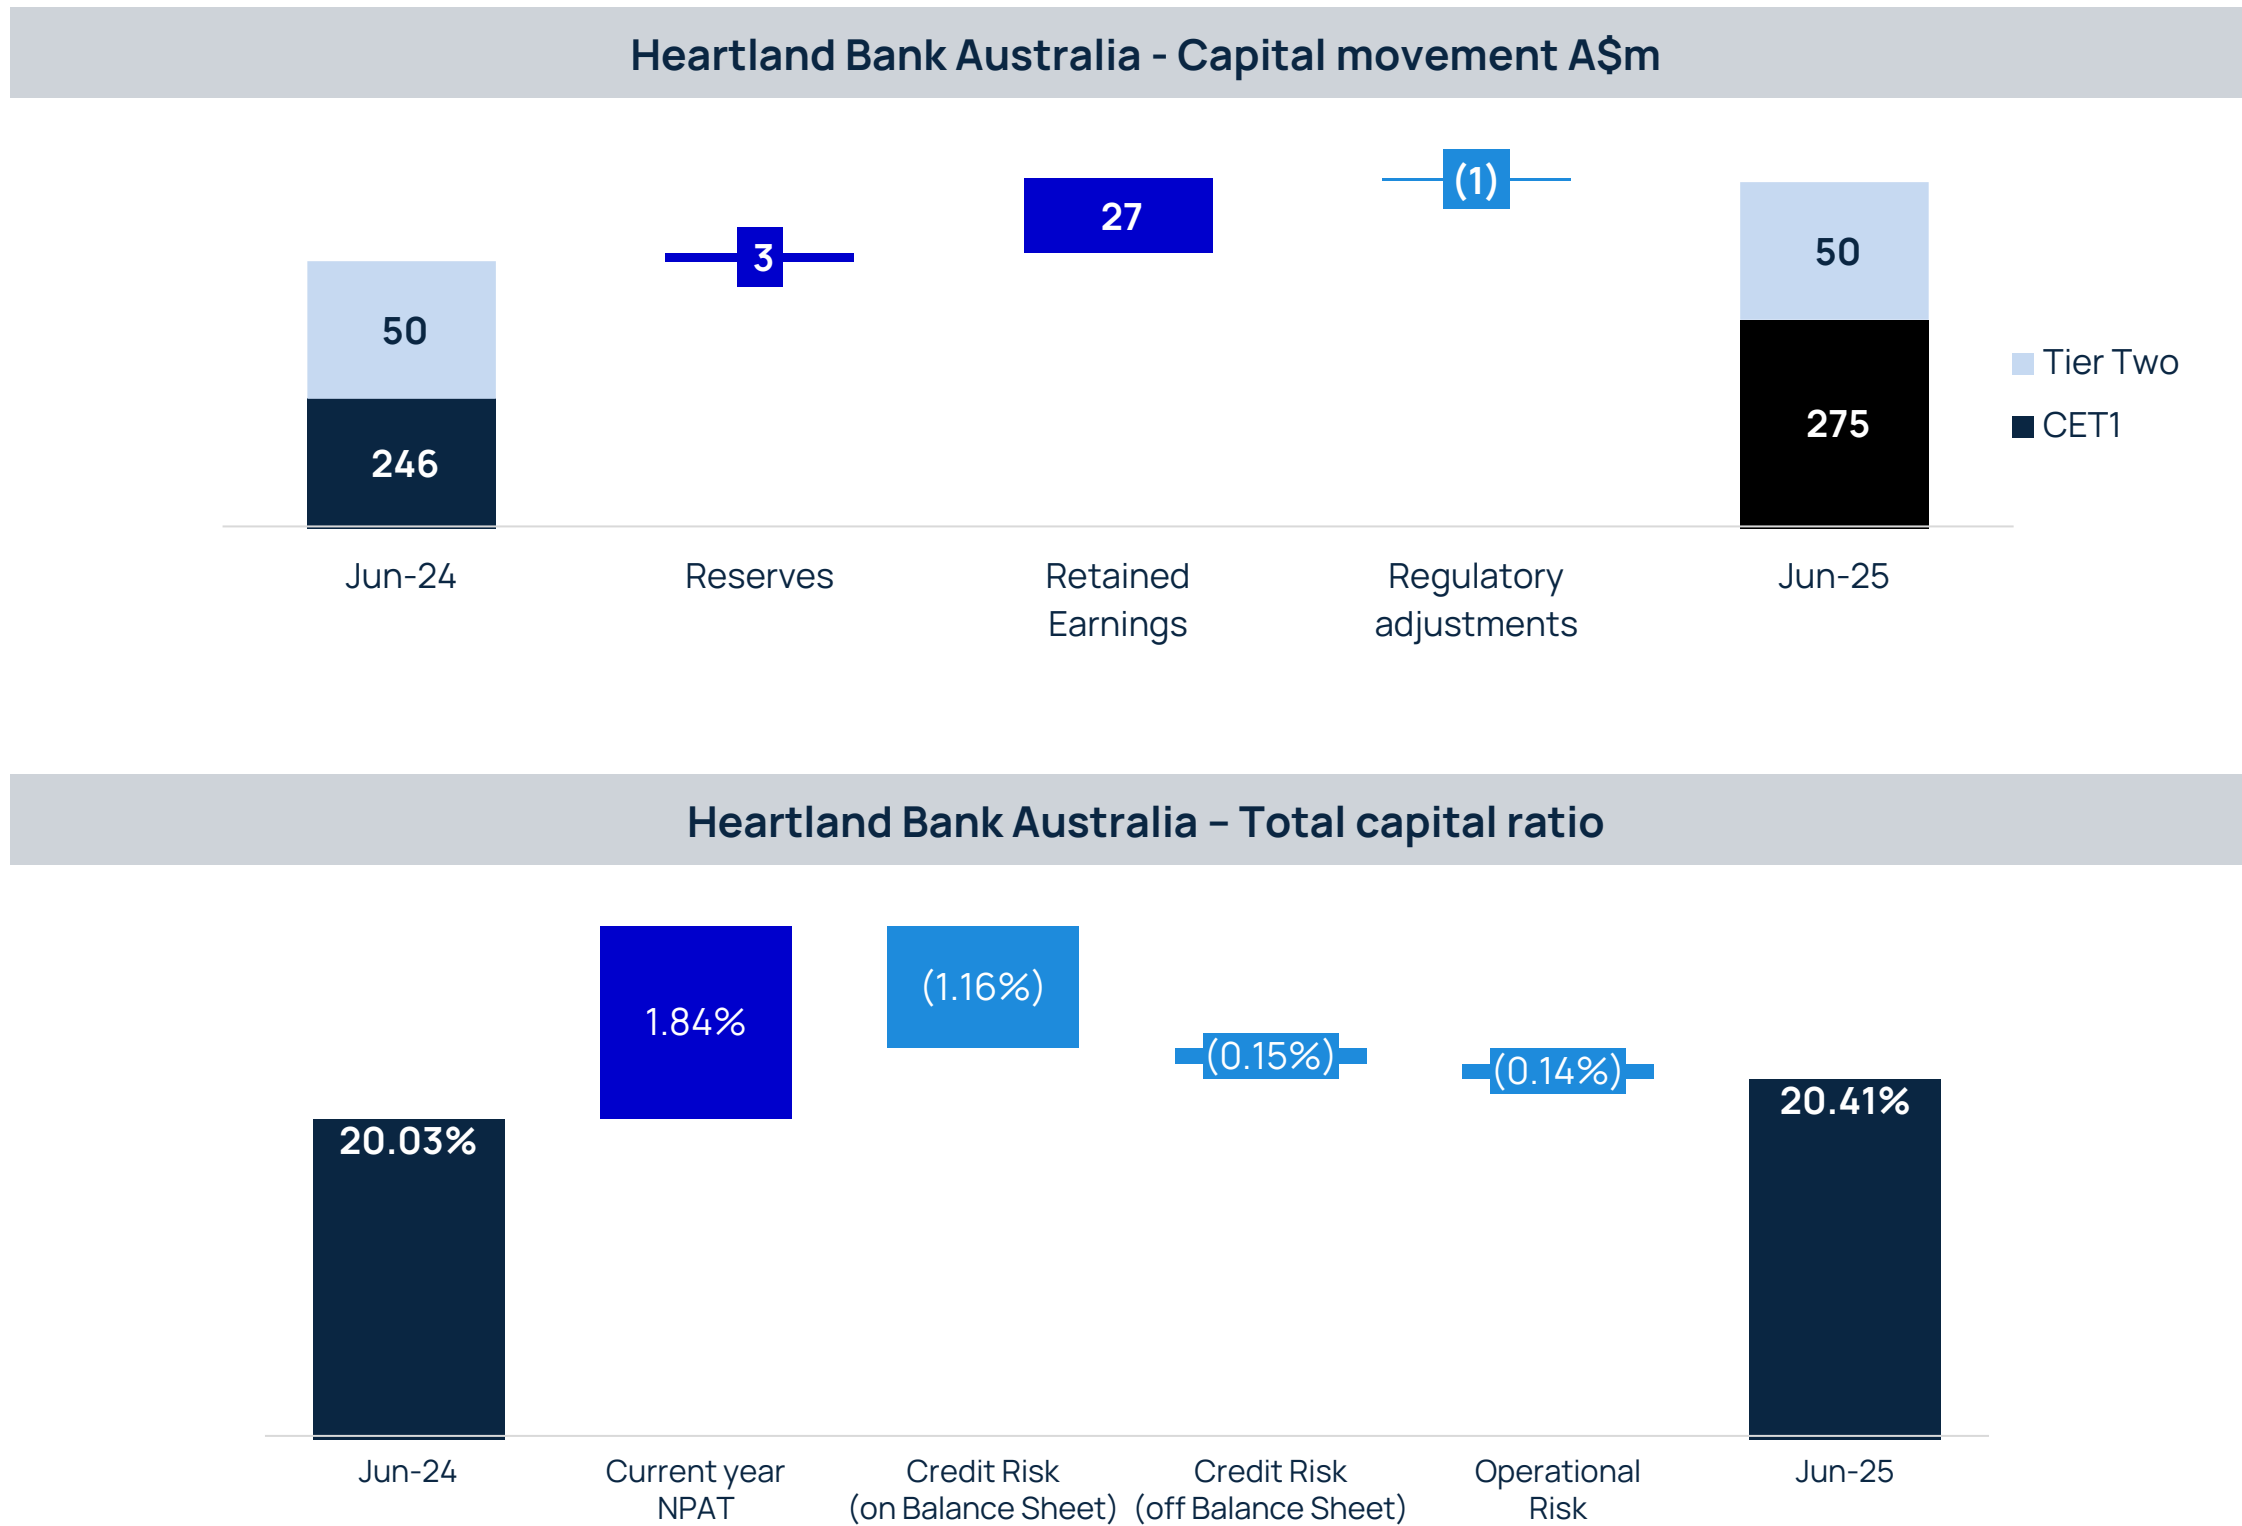 Heartland Bank Australia - Capital movement A$m
(1)
27
3
50
50
246
275
Tier Two
CET1
Jun-24
Reserves
Retained
Earnings
Regulatory
adjustments
Jun-25
Heartland Bank Australia – Total capital ratio
1.84%
(1.16%)
(0.15%)
(0.14%)
20.03%
20.41%
Jun-24
Current year
NPAT
Credit Risk
(on Balance Sheet)
Credit Risk
(off Balance Sheet)
Operational
Risk
Jun-25